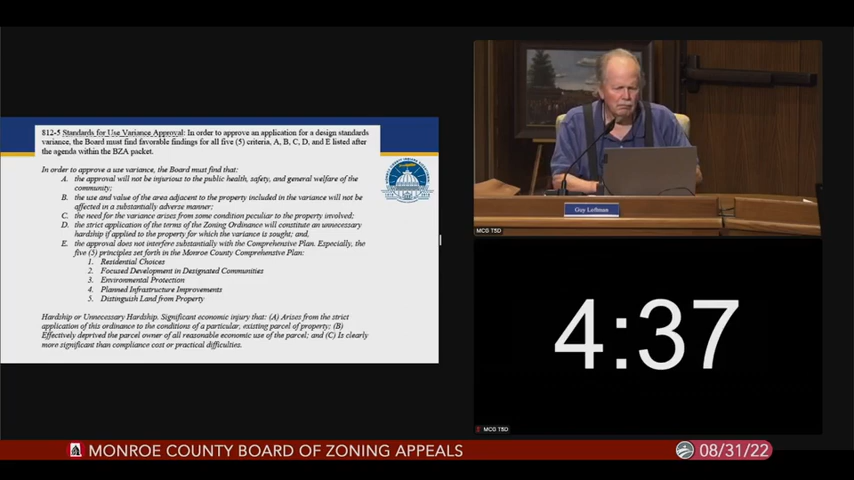 812-5 Standards for Use Variance Approval: In order to approve an application for a design standards
variance, the Board must find favorable findings for all five (5) criteria, A, B, C, D, and E listed after
the agenda within the BZA packet.
In order to approve a use variance, the Board must find that:
A. the approval will not be injurious to the public health, safety, and general welfare of the
community;
B. the use and value of the area adjacent to the property included in the variance will not be
affected in a substantially adverse manner;
C. the need for the variance arises from some condition peculiar to the property involved;
D. the strict application of the terms of the Zoning Ordinance will constitute an unnecessary
hardship if applied to the property for which the variance is sought; and,
E. the approval does not interfere substantially with the Comprehensive Plan. Especially, the
five (5) principles set forth in the Monroe County Comprehensive Plan:
1. Residential Choices
2. Focused Development in Designated Communities
3. Environmental Protection
4. Planned Infrastructure Improvements
5. Distinguish Land from Property
Hardship or Unnecessary Hardship. Significant economic injury that: (A) Arises from the strict
application of this ordinance to the conditions of a particular, existing parcel of property; (B)
Effectively deprived the parcel owner of all reasonable economic use of the parcel; and (C) Is clearly
more significant than compliance cost or practical difficulties.
Guy Loftman
MCG TSD
4:37
MCG TSD
MONROE COUNTY BOARD OF ZONING APPEALS
08/31/22